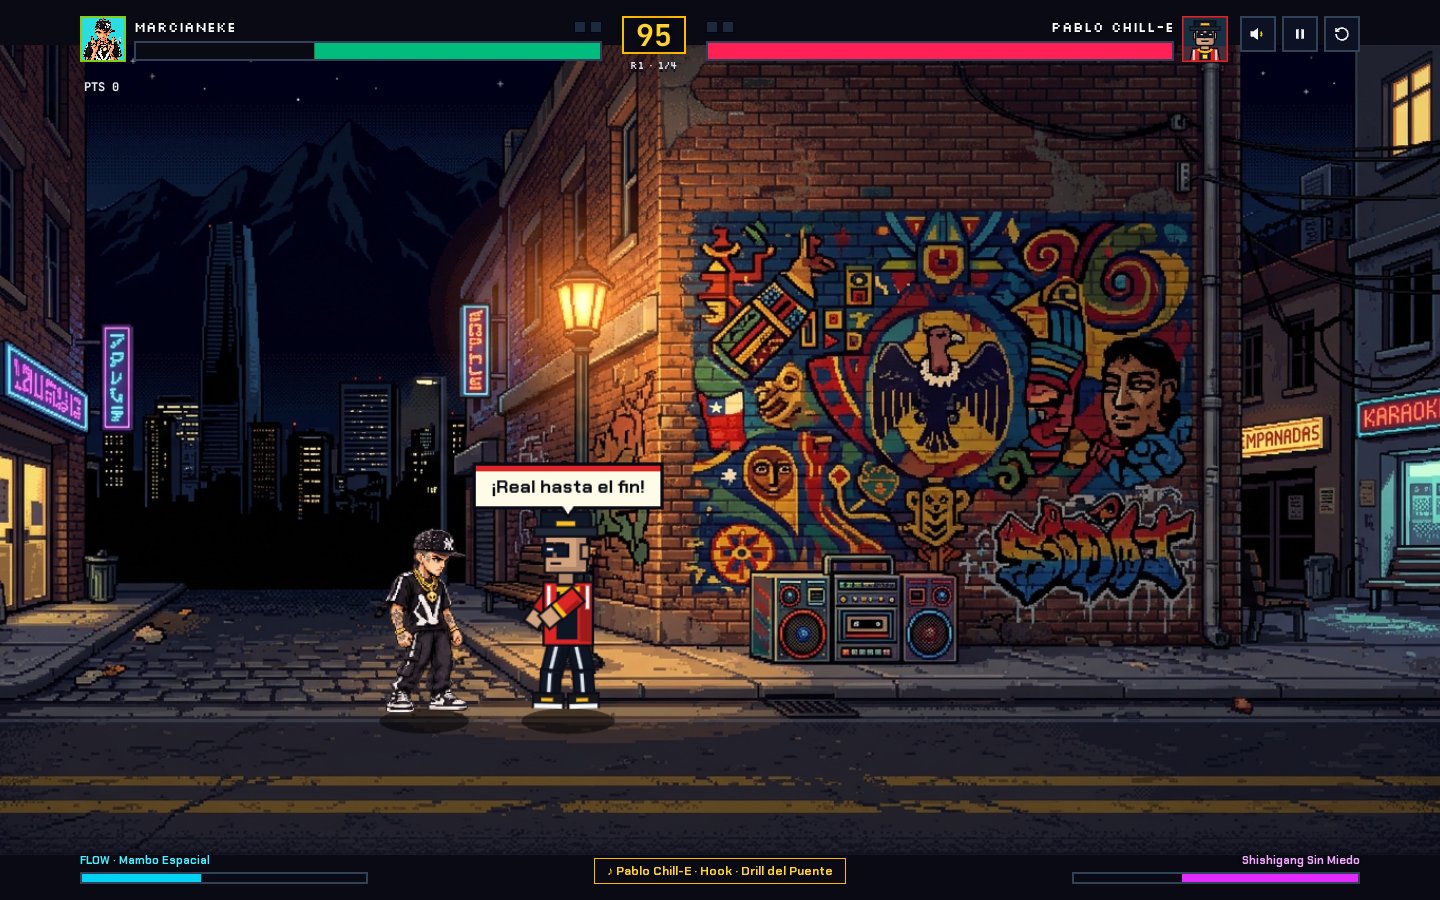 MARCIANEKE
95
PABLO CHILL-E
R1 · 1/4
PTS 0
EMPANADAS
KARAOK
¡Real hasta el fin!
FLOW · Mambo Espacial
♪ Pablo Chill-E · Hook · Drill del Puente
Shishigang Sin Miedo